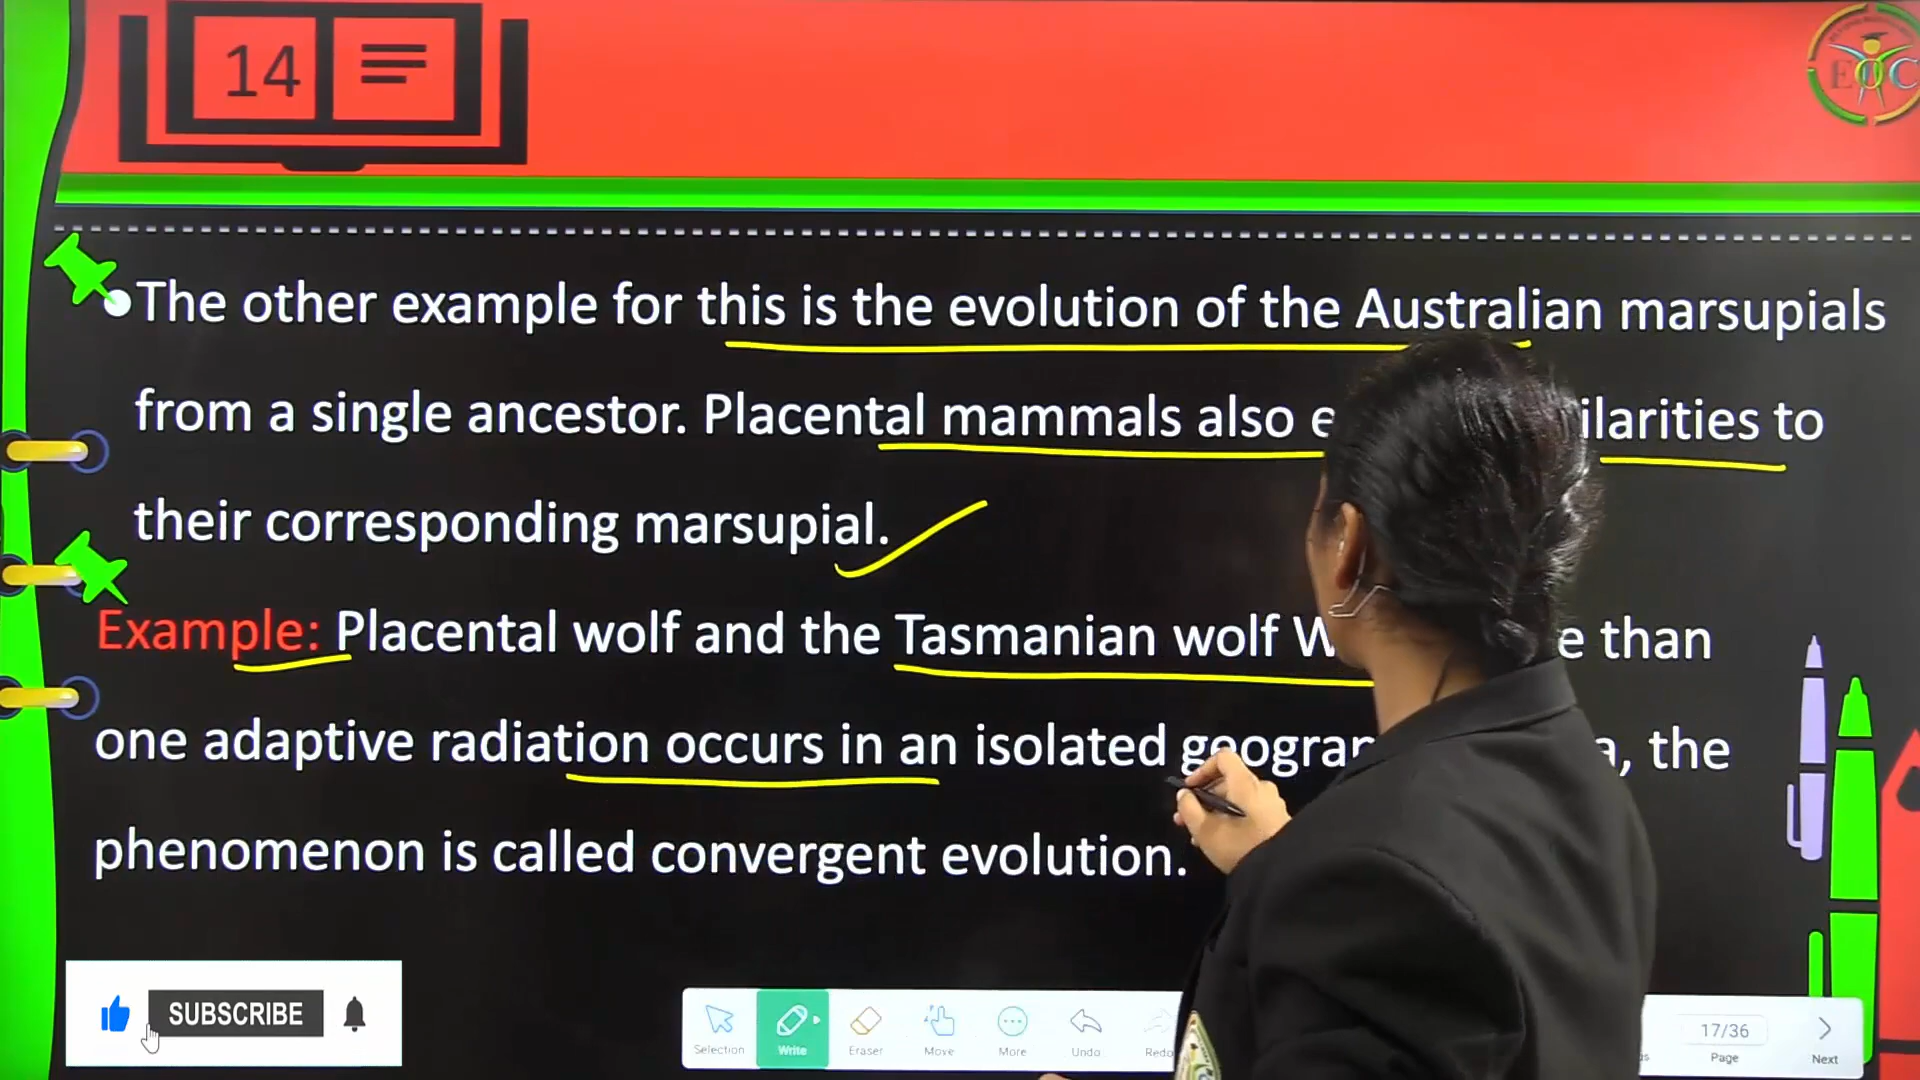 14
EOC
The other example for this is the evolution of the Australian marsupials
from a single ancestor. Placental mammals also to
their corresponding marsupial.
Example: Placental wolf and the Tasmanian wolf than
one adaptive radiation occurs in an isolated the
phenomenon is called convergent evolution.
SUBSCRIBE
Selection Write Eraser Move More Undo Redo
17/36
Page Next